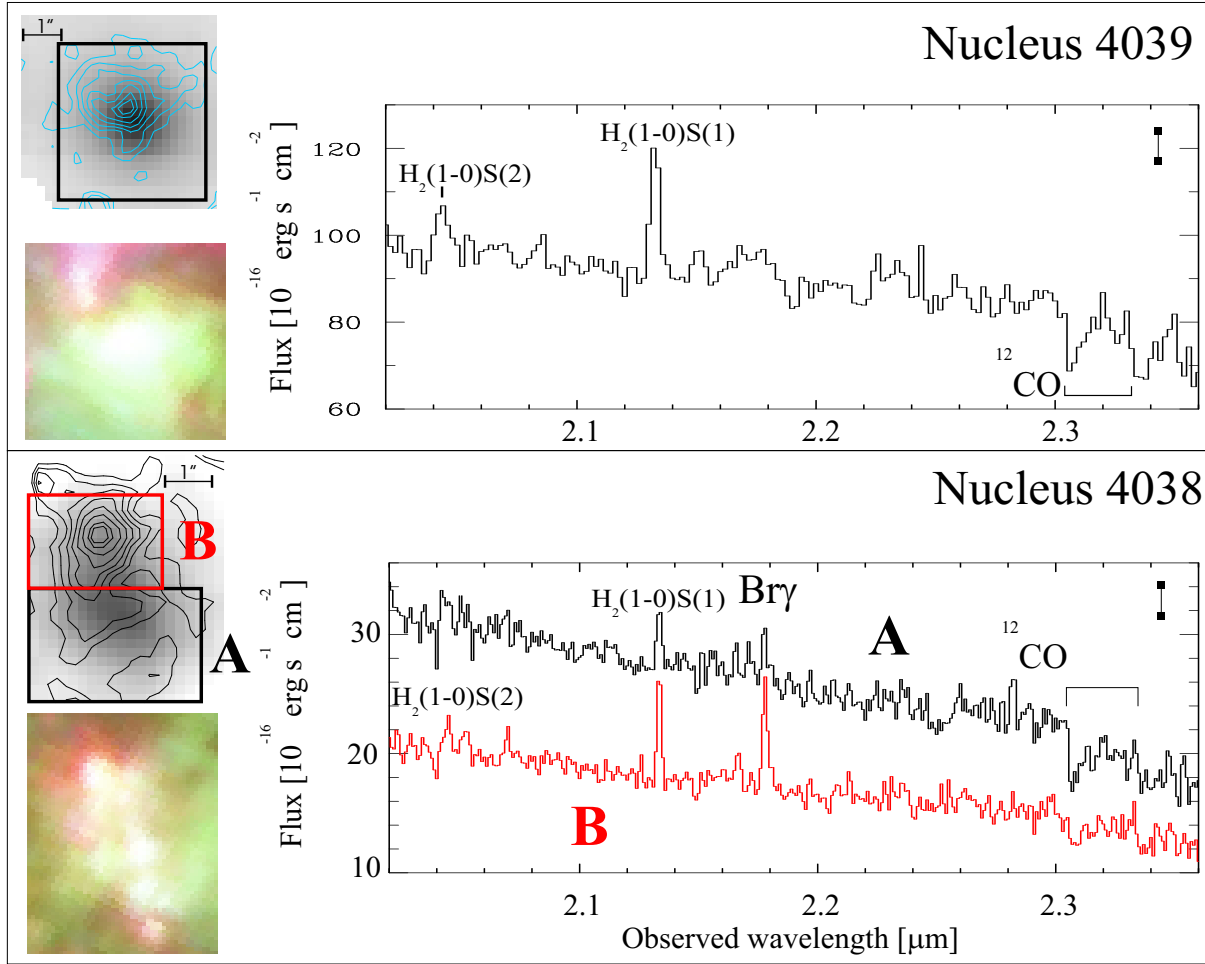 1″
Nucleus 4039
Flux [10⁻¹⁶ erg s⁻¹ cm⁻²]
120
100
80
60
H₂(1-0)S(2)
H₂(1-0)S(1)
¹²CO
2.1
2.2
2.3
1″
B
A
Nucleus 4038
Flux [10⁻¹⁶ erg s⁻¹ cm⁻²]
30
20
10
H₂(1-0)S(1)
Brγ
A
¹²CO
H₂(1-0)S(2)
B
2.1
2.2
2.3
Observed wavelength [µm]